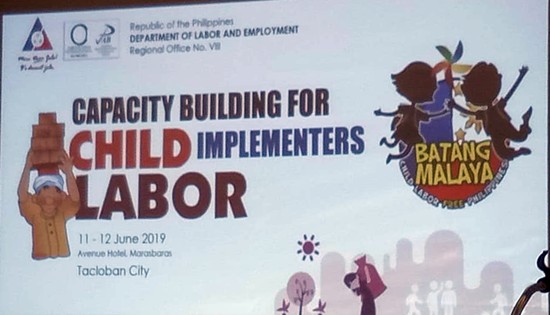 Republic of the Philippines
DEPARTMENT OF LABOR AND EMPLOYMENT
Regional Office No. VIII
CAPACITY BUILDING FOR
CHILD IMPLEMENTERS
LABOR
11 - 12 June 2019
Avenue Hotel, Marasbaras
Tacloban City
BATANG
MALAYA
CHILD LABOR FREE PHILIPPINES